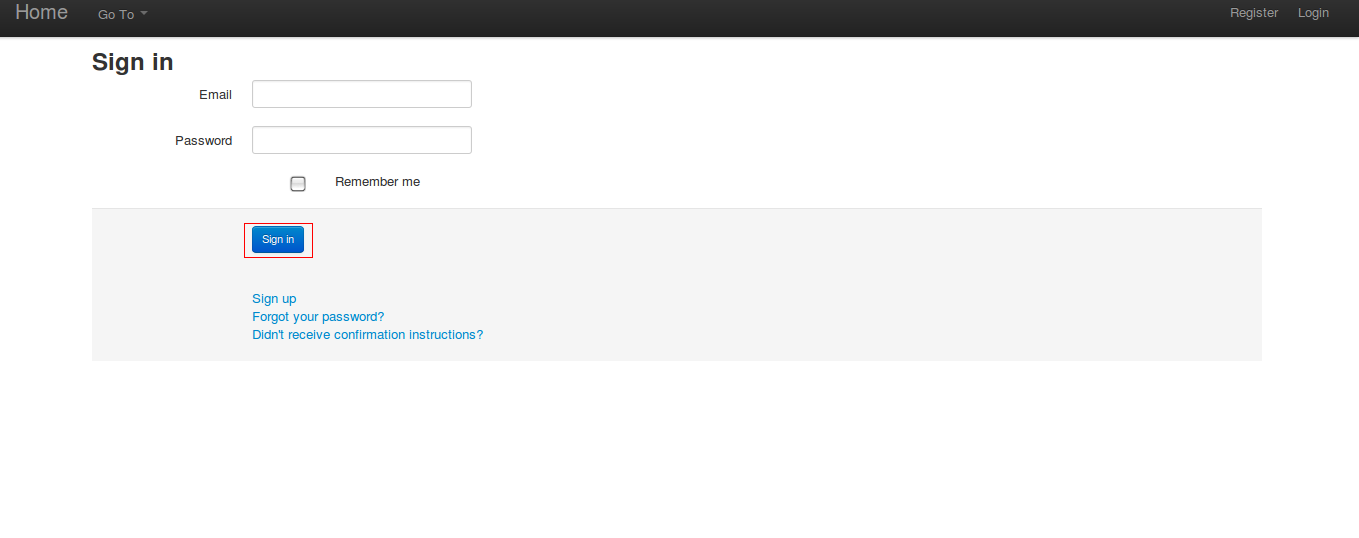 Home Go To Register Login
Sign in
Email
Password
Remember me
Sign in
Sign up
Forgot your password?
Didn't receive confirmation instructions?